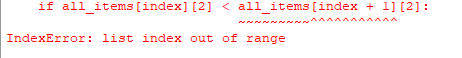 if all_items[index][2] < all_items[index + 1][2]:
~~~~~~~~~^^^^^^^^^^^
IndexError: list index out of range